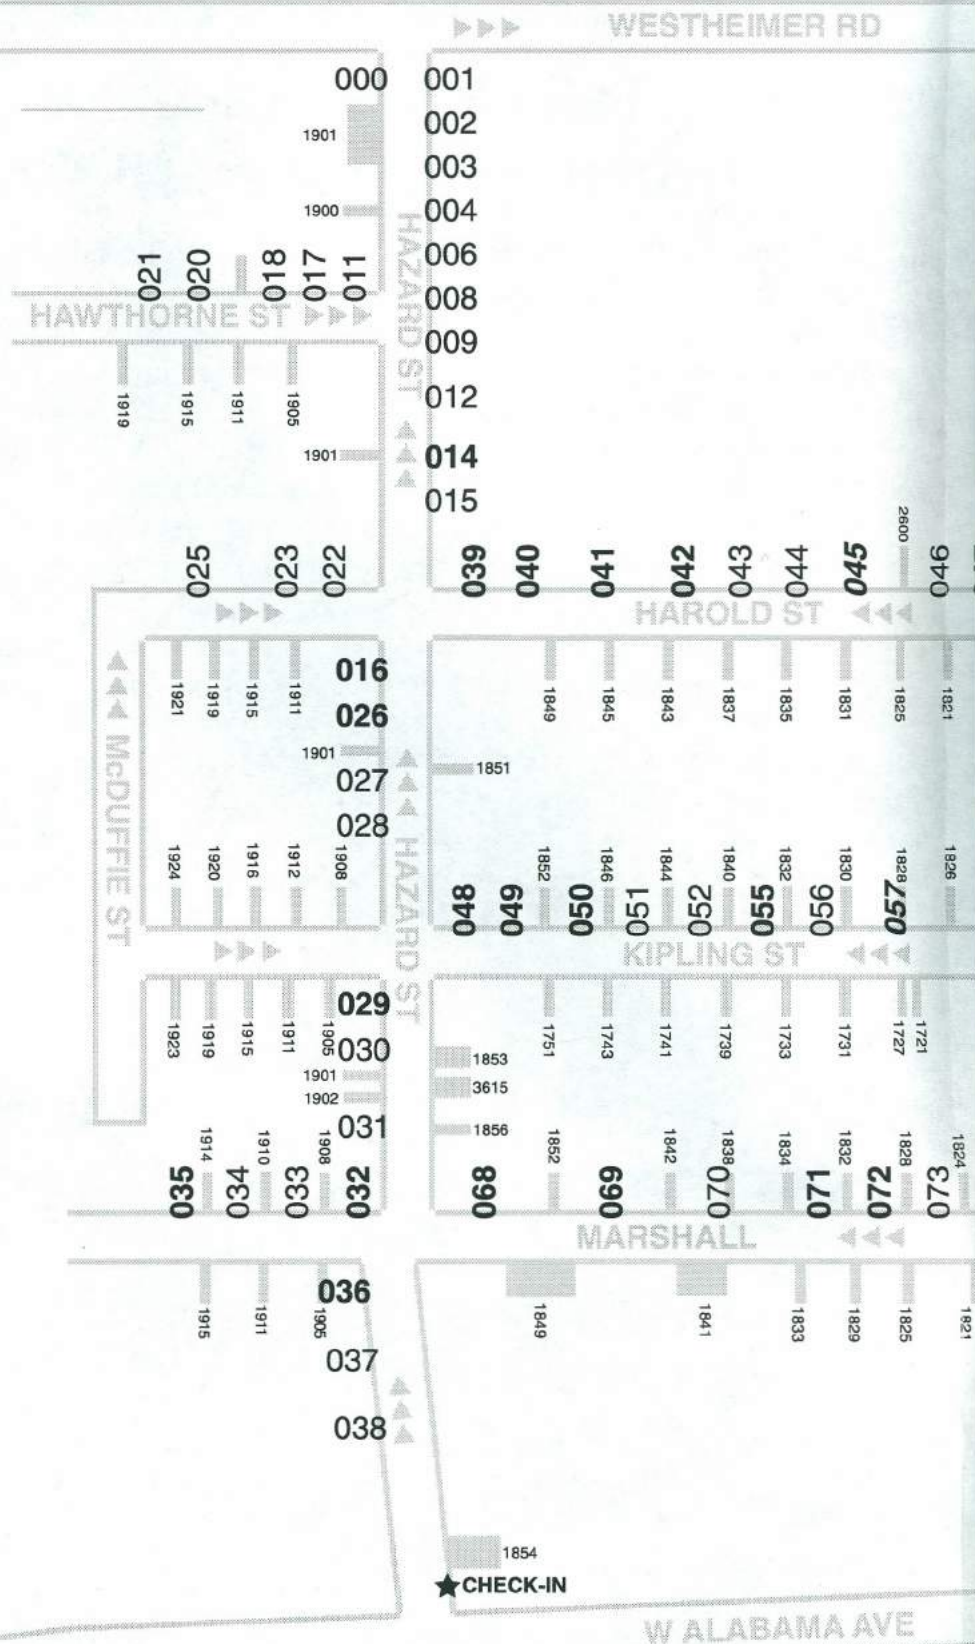 WESTHEIMER RD
000 001
1901 002
003
1900 004
006
021 020 018 017 011
HAZARD ST
008
HAWTHORNE ST
009
1919 1915 1911 1905
012
1901 014
015
2600
025 023 022 039 040 041 042 043 044 045 046
HAROLD ST
016
1921 1919 1915 1911 1849 1845 1843 1837 1835 1831 1825 1821
026
1901
027 1851
028
McDUFFIE ST
HAZARD ST
1924 1920 1916 1912 1908 1852 1846 1844 1840 1832 1830 1828 1826
048 049 050 051 052 055 056 057
KIPLING ST
029
1923 1919 1915 1911 1905 1751 1743 1741 1739 1733 1731 1727 1721
030 1853
1901 3615
1902
031 1856
1914 1910 1908 1852 1842 1838 1834 1832 1828 1824
035 034 033 032 068 069 070 071 072 073
MARSHALL
036
1915 1911 1905 1849 1841 1833 1829 1825 1821
037
038
1854
★ CHECK-IN
W ALABAMA AVE